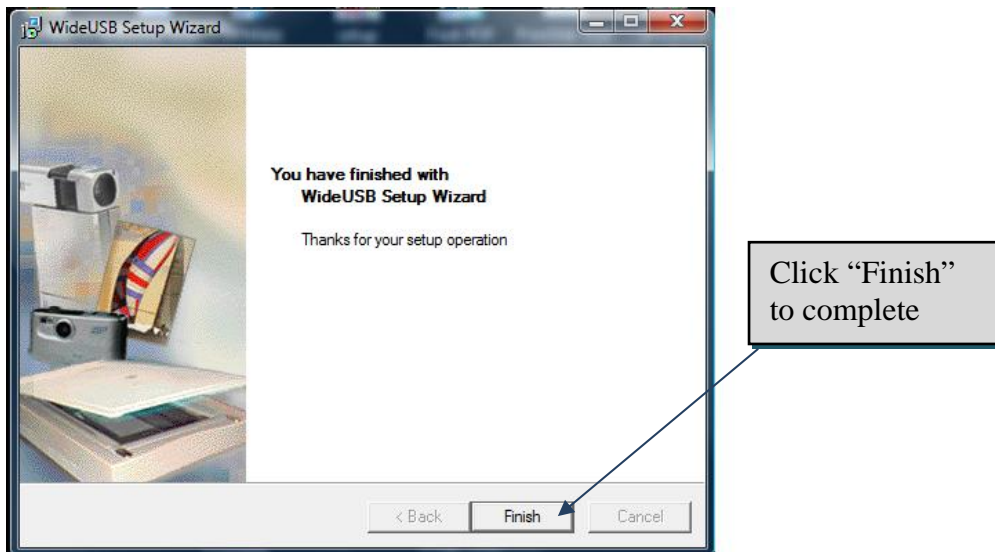 WideUSB Setup Wizard
You have finished with
WideUSB Setup Wizard
Thanks for your setup operation
Click “Finish”
to complete
< Back
Finish
Cancel